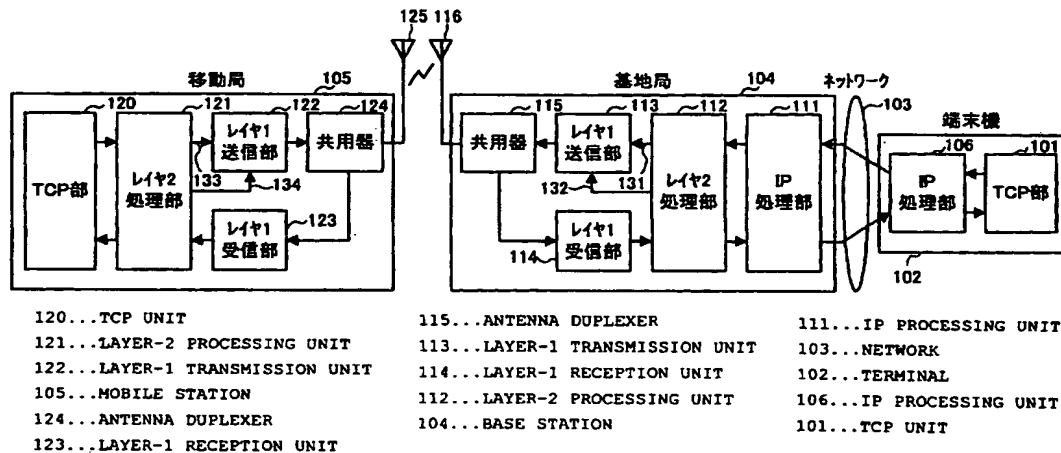 125 116
移動局 105
120 121 122 124
TCP部
レイヤ2
処理部
レイヤ1
送信部
共用器
133
134
レイヤ1
受信部
123
基地局 104
115 113 112 111
共用器
レイヤ1
送信部
132
131
レイヤ2
処理部
IP
処理部
レイヤ1
受信部
114
ネットワーク
103
端末機
106 101
IP
処理部
TCP部
102
120...TCP UNIT
121...LAYER-2 PROCESSING UNIT
122...LAYER-1 TRANSMISSION UNIT
105...MOBILE STATION
124...ANTENNA DUPLEXER
123...LAYER-1 RECEPTION UNIT
115...ANTENNA DUPLEXER
113...LAYER-1 TRANSMISSION UNIT
114...LAYER-1 RECEPTION UNIT
112...LAYER-2 PROCESSING UNIT
104...BASE STATION
111...IP PROCESSING UNIT
103...NETWORK
102...TERMINAL
106...IP PROCESSING UNIT
101...TCP UNIT